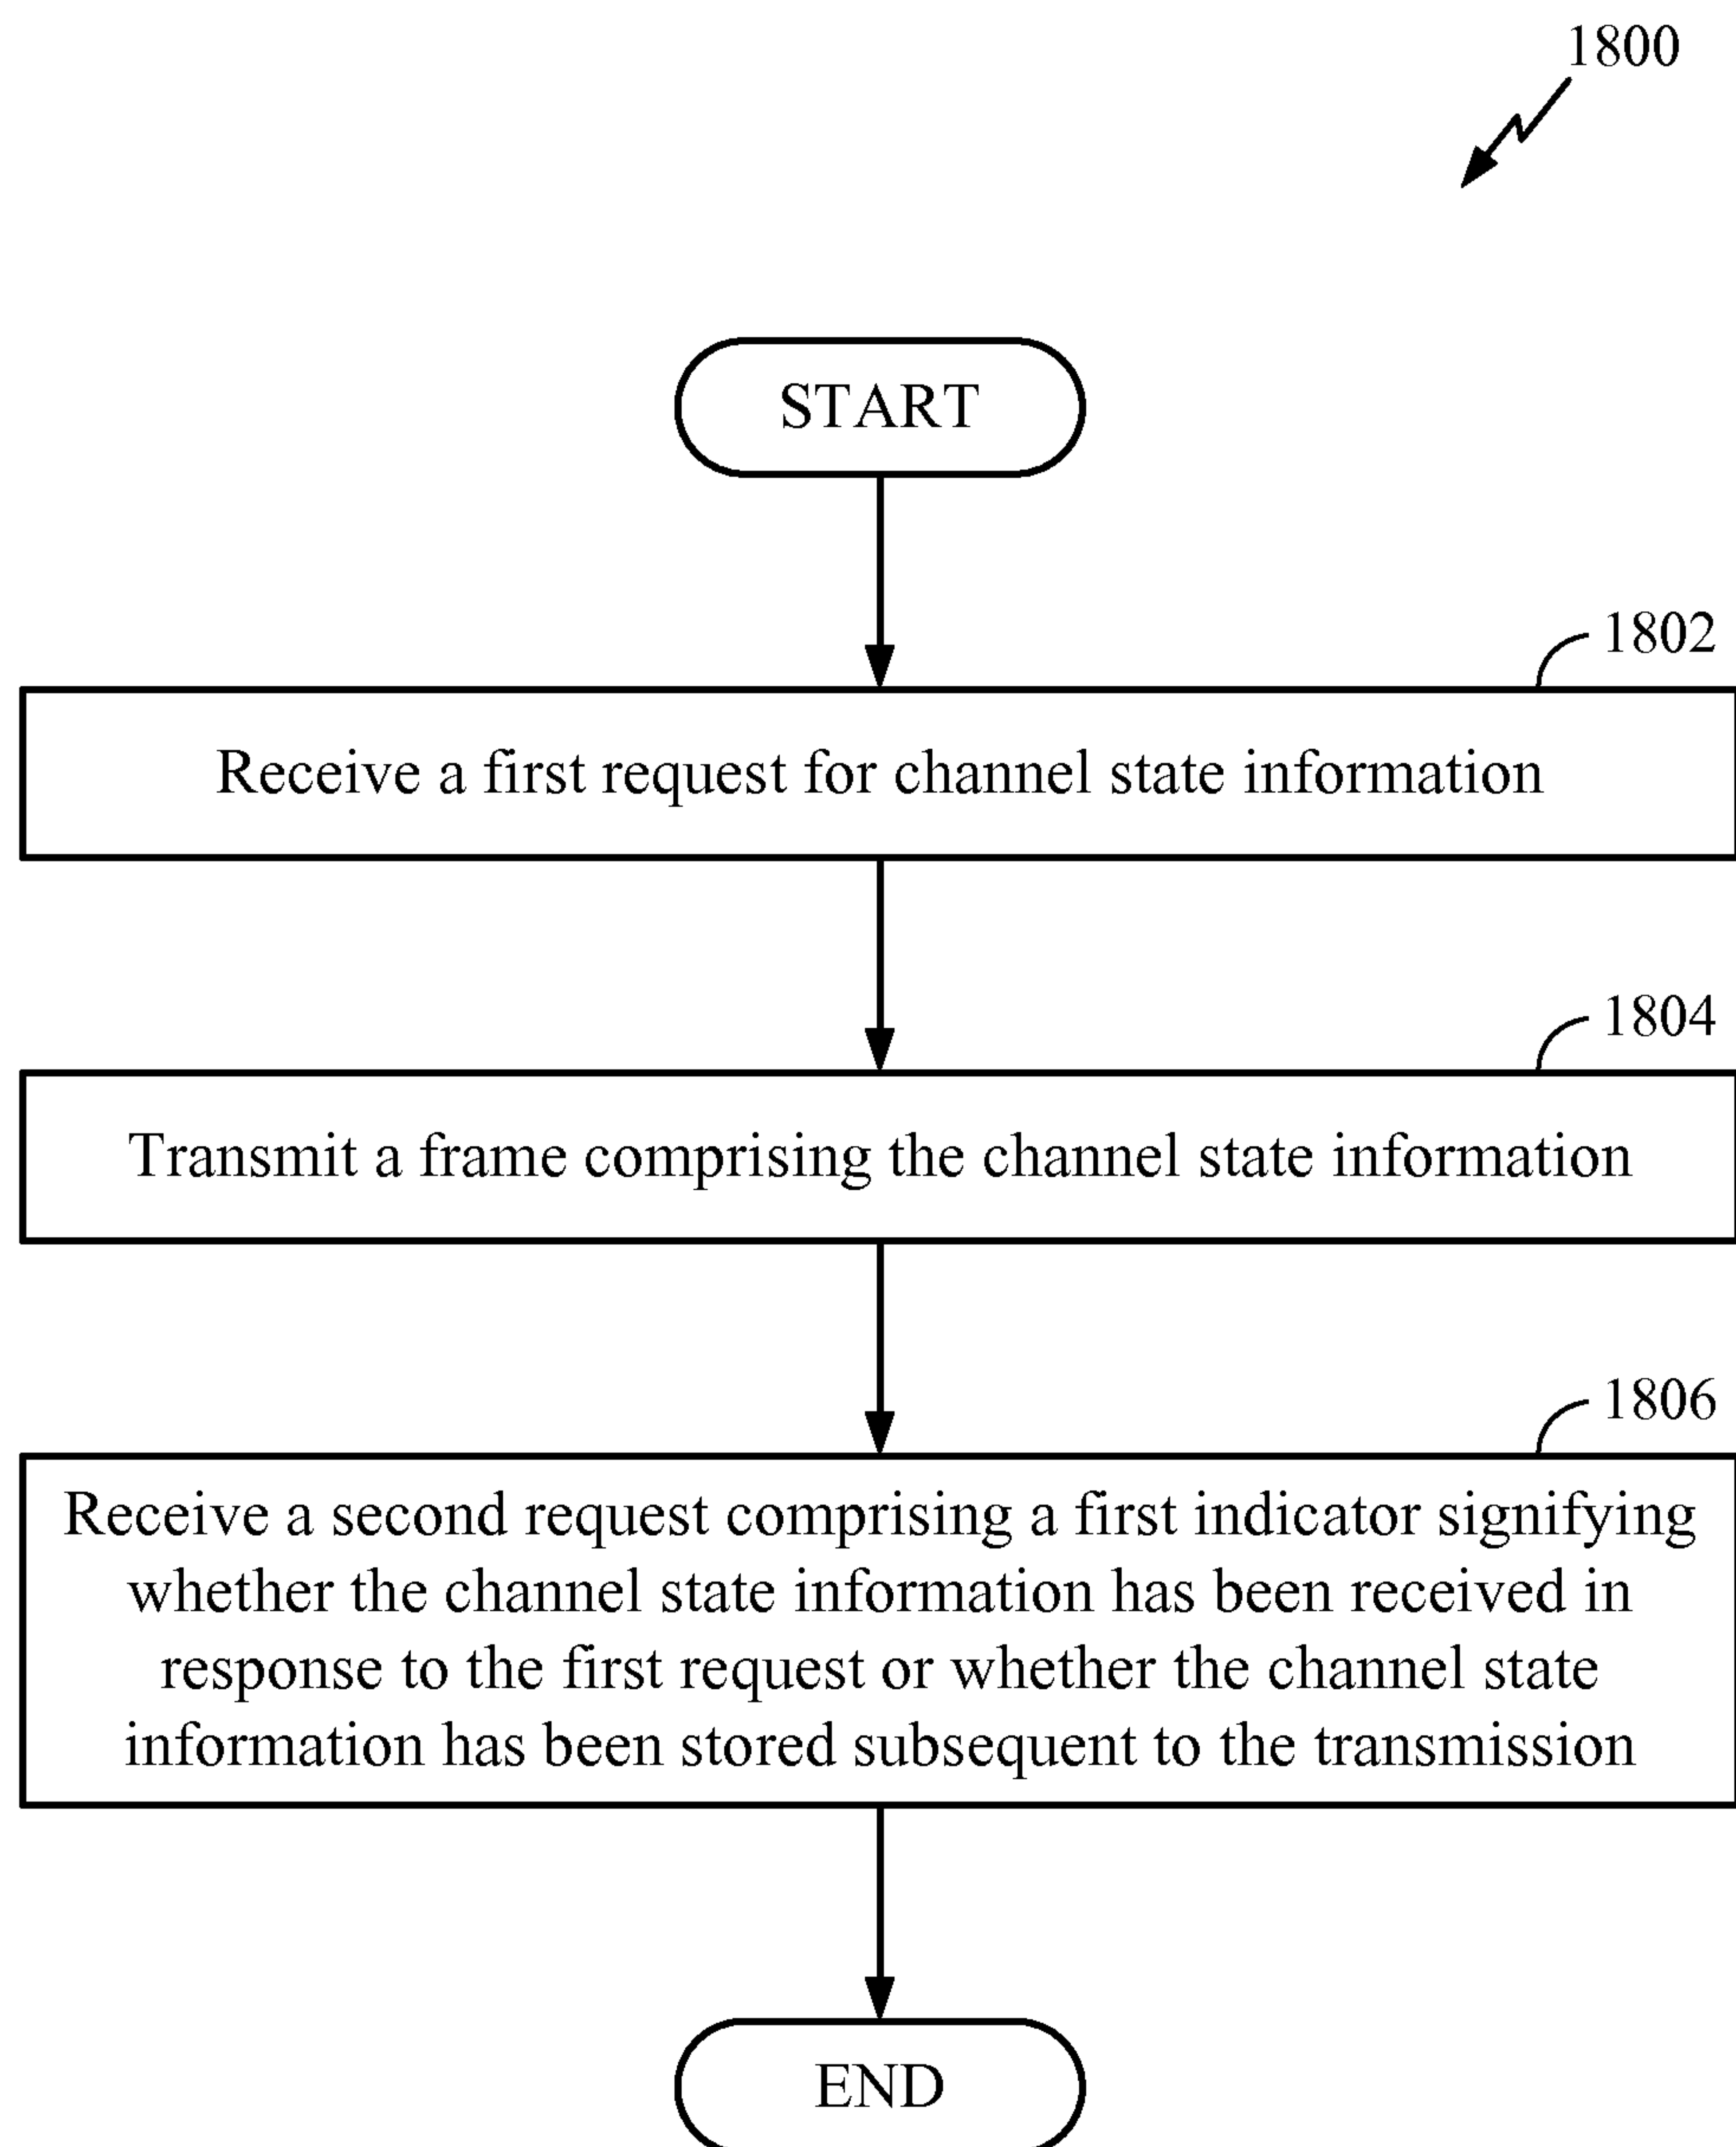 1800
START
1802
Receive a first request for channel state information
1804
Transmit a frame comprising the channel state information
1806
Receive a second request comprising a first indicator signifying
whether the channel state information has been received in
response to the first request or whether the channel state
information has been stored subsequent to the transmission
END